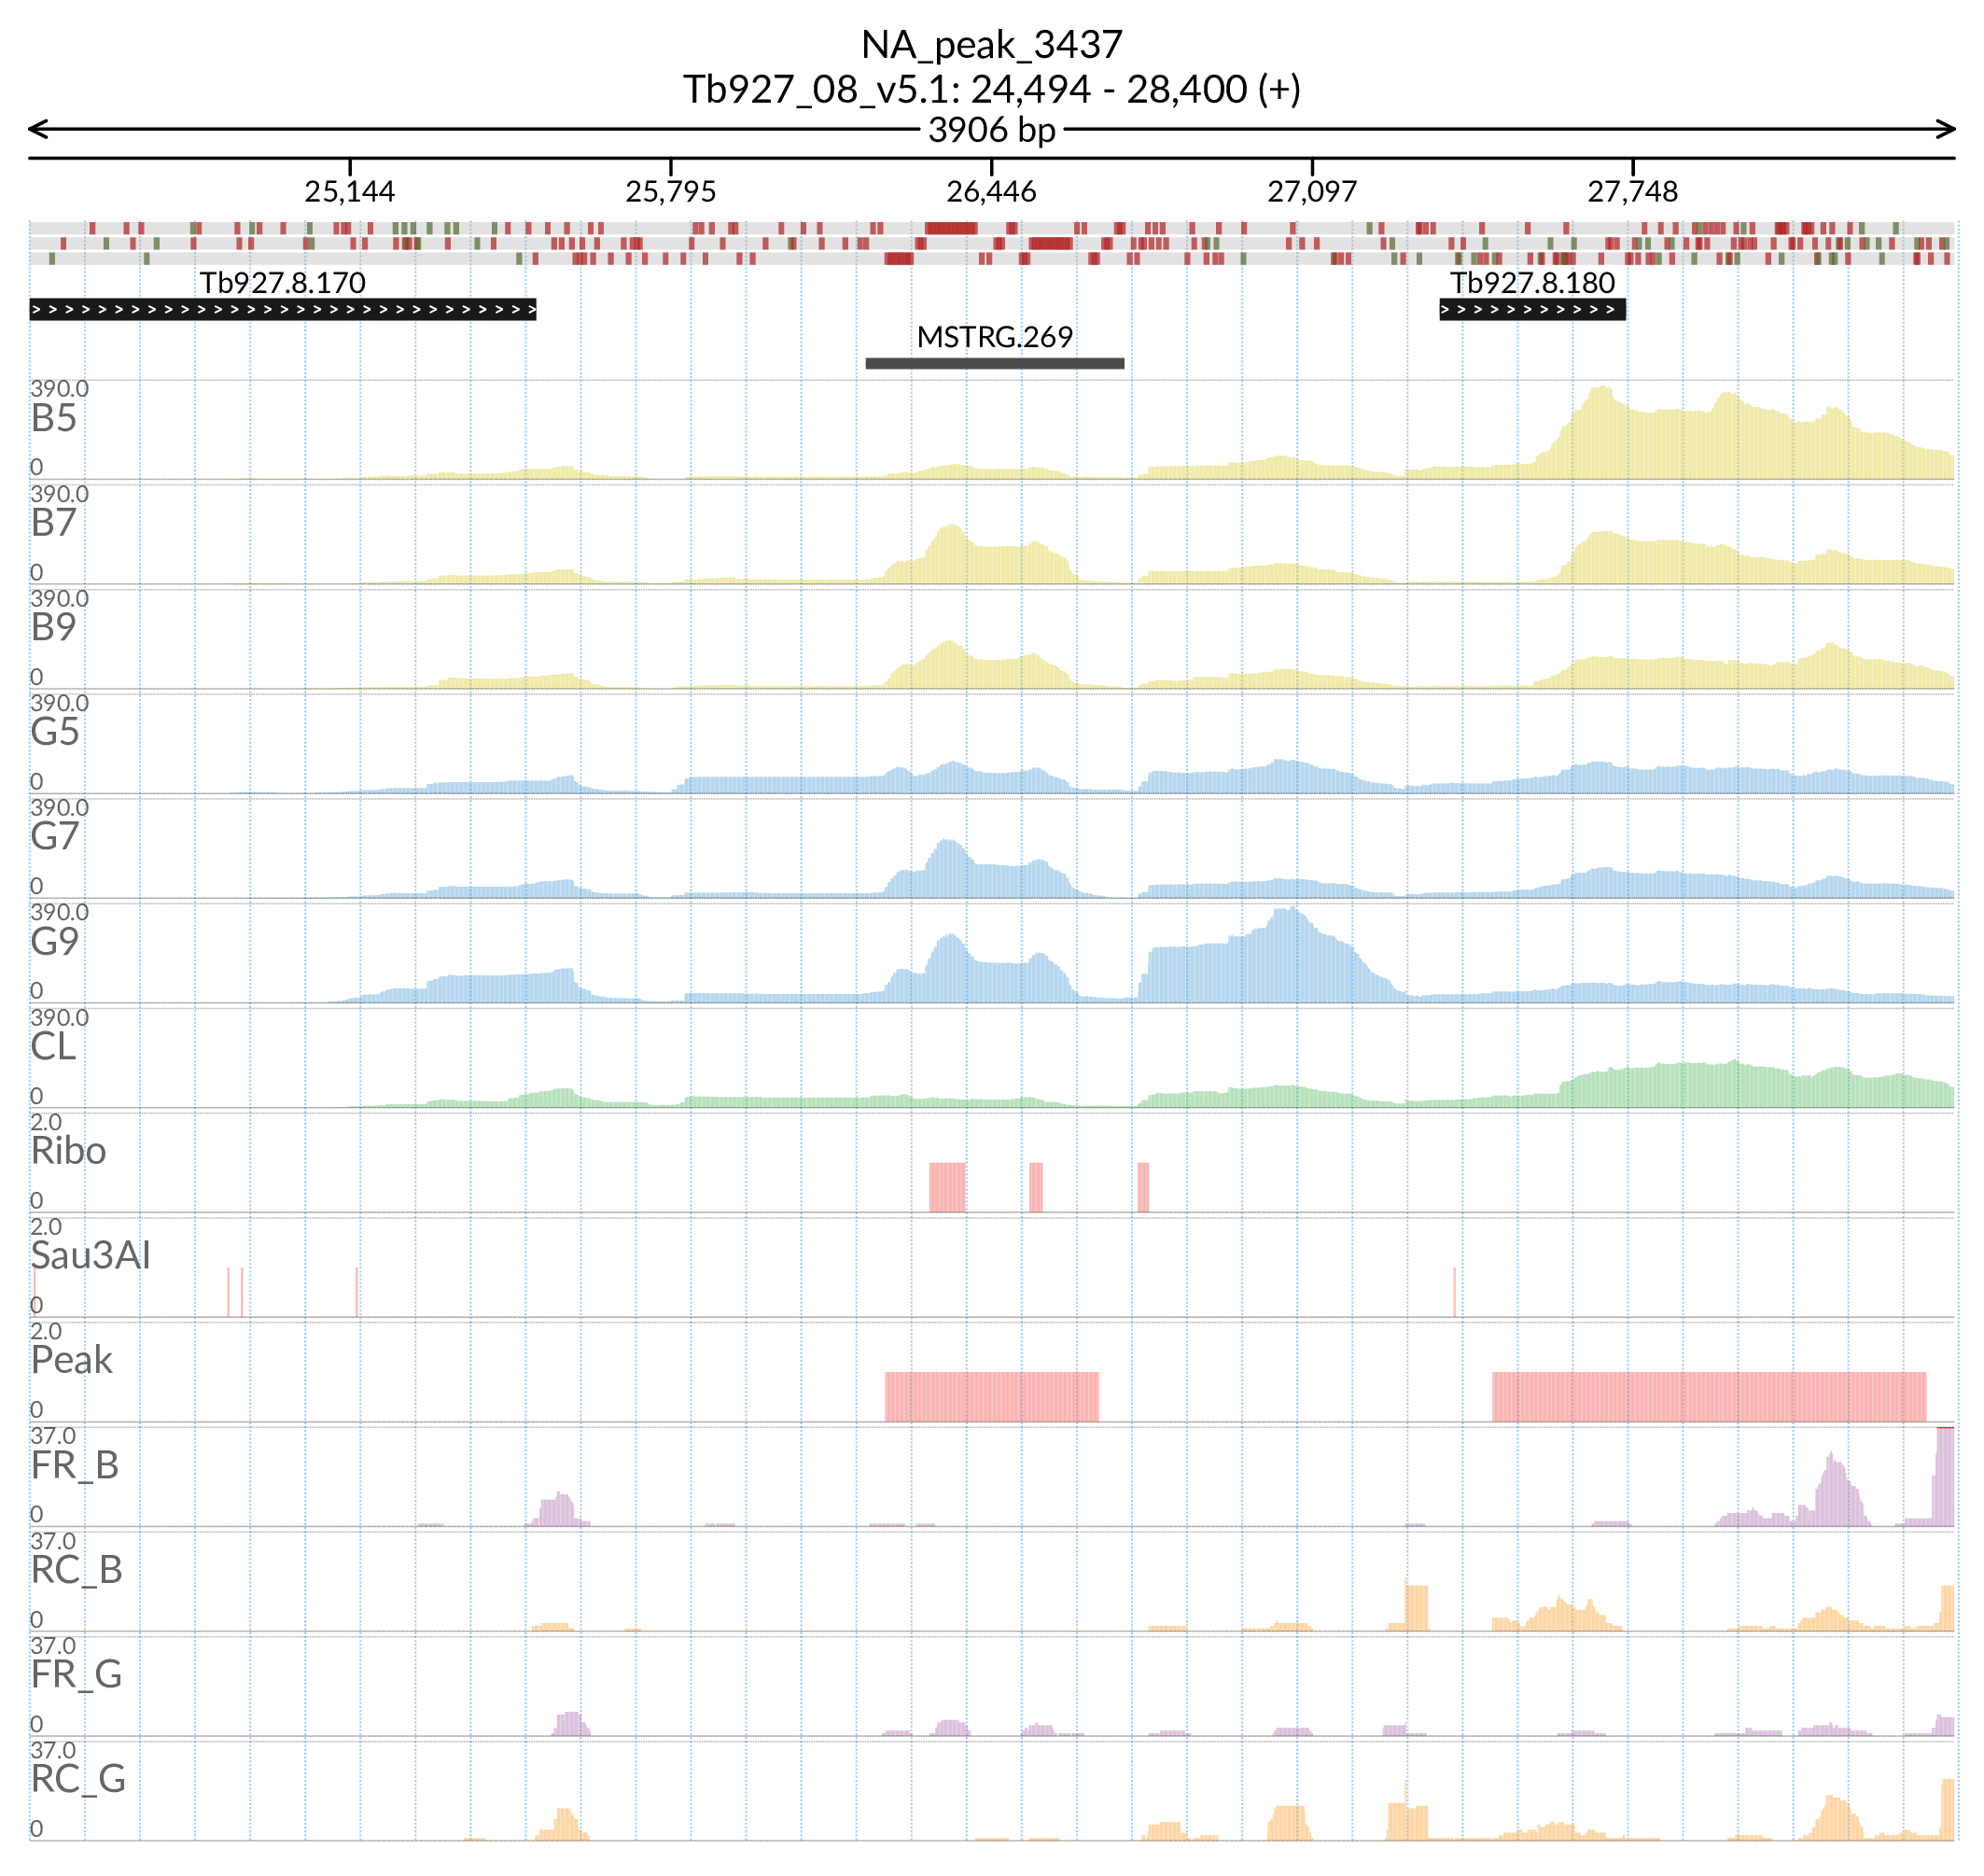 NA_peak_3437
Tb927_08_v5.1: 24,494 - 28,400 (+)
3906 bp
25,144 25,795 26,446 27,097 27,748
Tb927.8.170 Tb927.8.180
MSTRG.269
390.0
B5
0
390.0
B7
0
390.0
B9
0
390.0
G5
0
390.0
G7
0
390.0
G9
0
390.0
CL
0
2.0
Ribo
0
2.0
Sau3AI
0
2.0
Peak
0
37.0
FR_B
0
37.0
RC_B
0
37.0
FR_G
0
37.0
RC_G
0